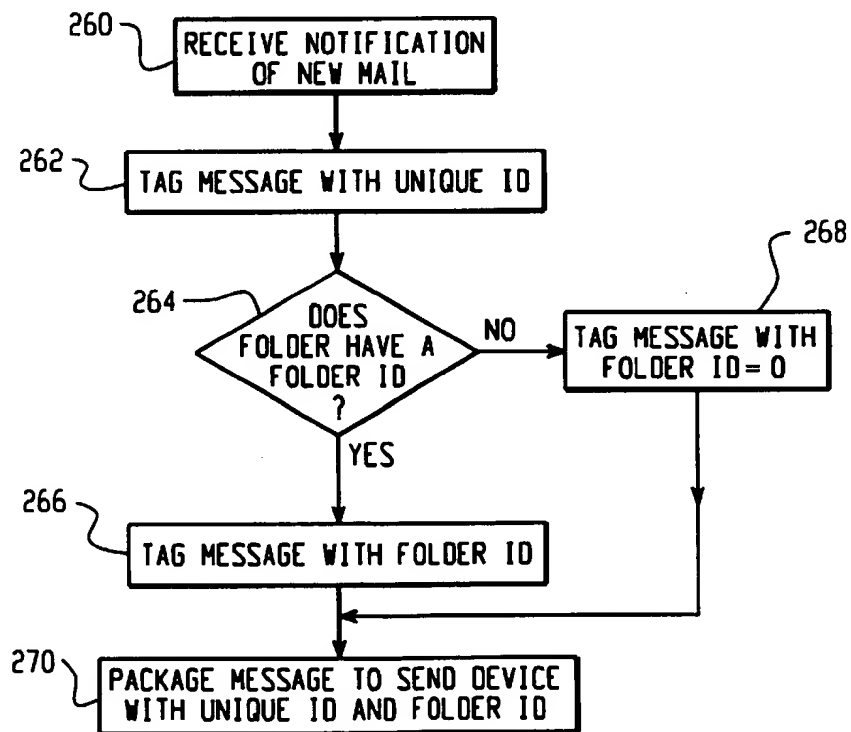 260
RECEIVE NOTIFICATION
OF NEW MAIL
262
TAG MESSAGE WITH UNIQUE ID
264
DOES
FOLDER HAVE A
FOLDER ID
?
NO
268
TAG MESSAGE WITH
FOLDER ID=0
YES
266
TAG MESSAGE WITH FOLDER ID
270
PACKAGE MESSAGE TO SEND DEVICE
WITH UNIQUE ID AND FOLDER ID